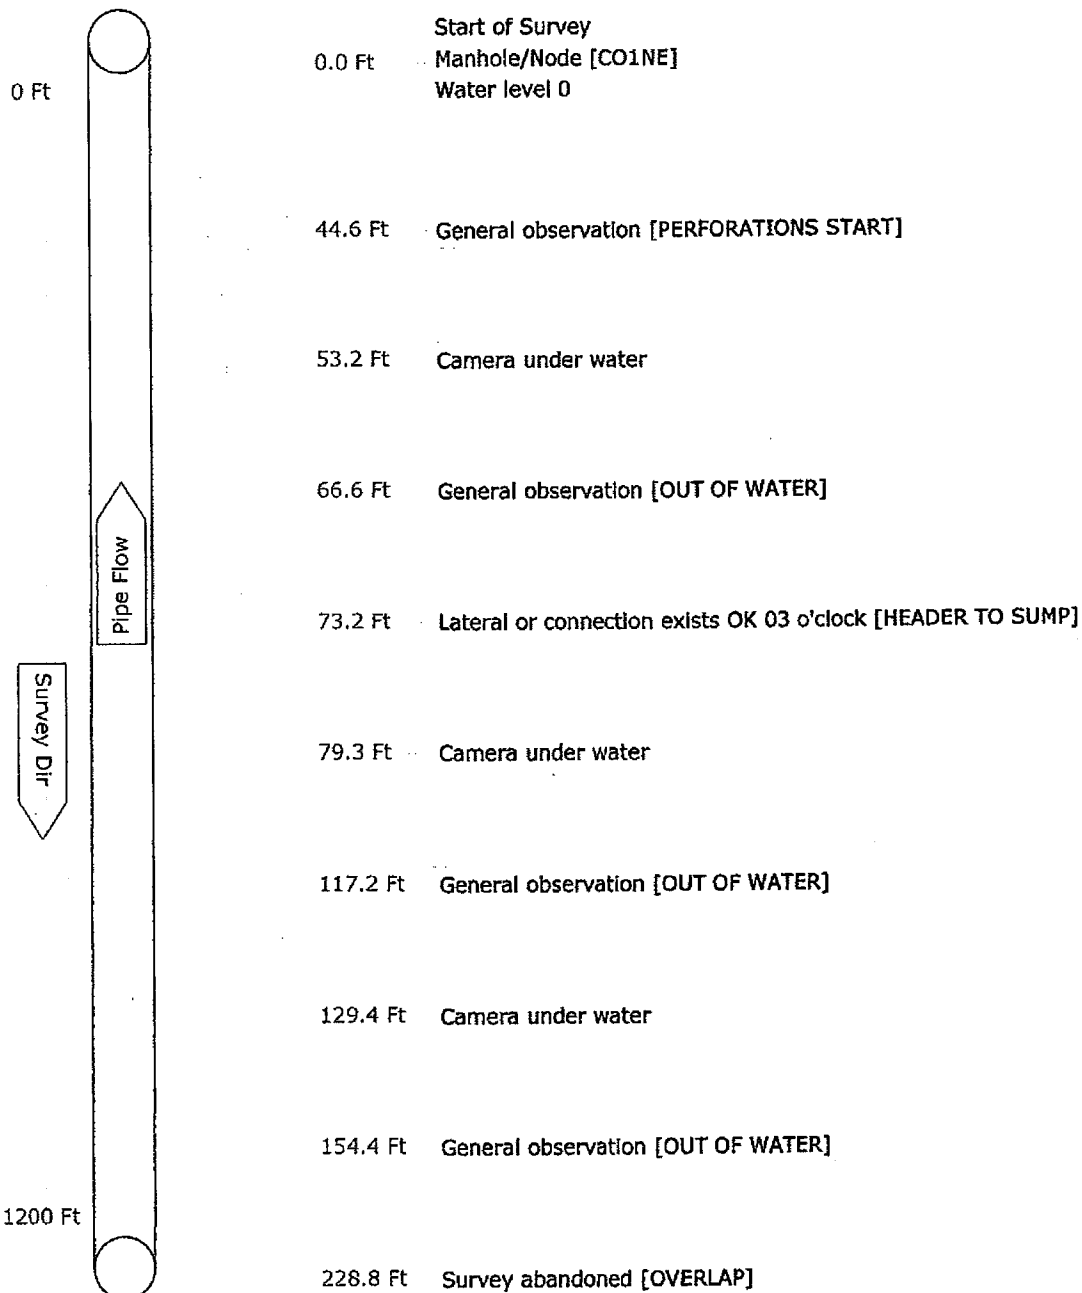 Start of Survey
0.0 Ft Manhole/Node [CO1NE]
0 Ft
Water level 0
44.6 Ft General observation [PERFORATIONS START]
53.2 Ft Camera under water
66.6 Ft General observation [OUT OF WATER]
Pipe Flow
73.2 Ft Lateral or connection exists OK 03 o'clock [HEADER TO SUMP]
Survey Dir
79.3 Ft Camera under water
117.2 Ft General observation [OUT OF WATER]
129.4 Ft Camera under water
154.4 Ft General observation [OUT OF WATER]
1200 Ft
228.8 Ft Survey abandoned [OVERLAP]